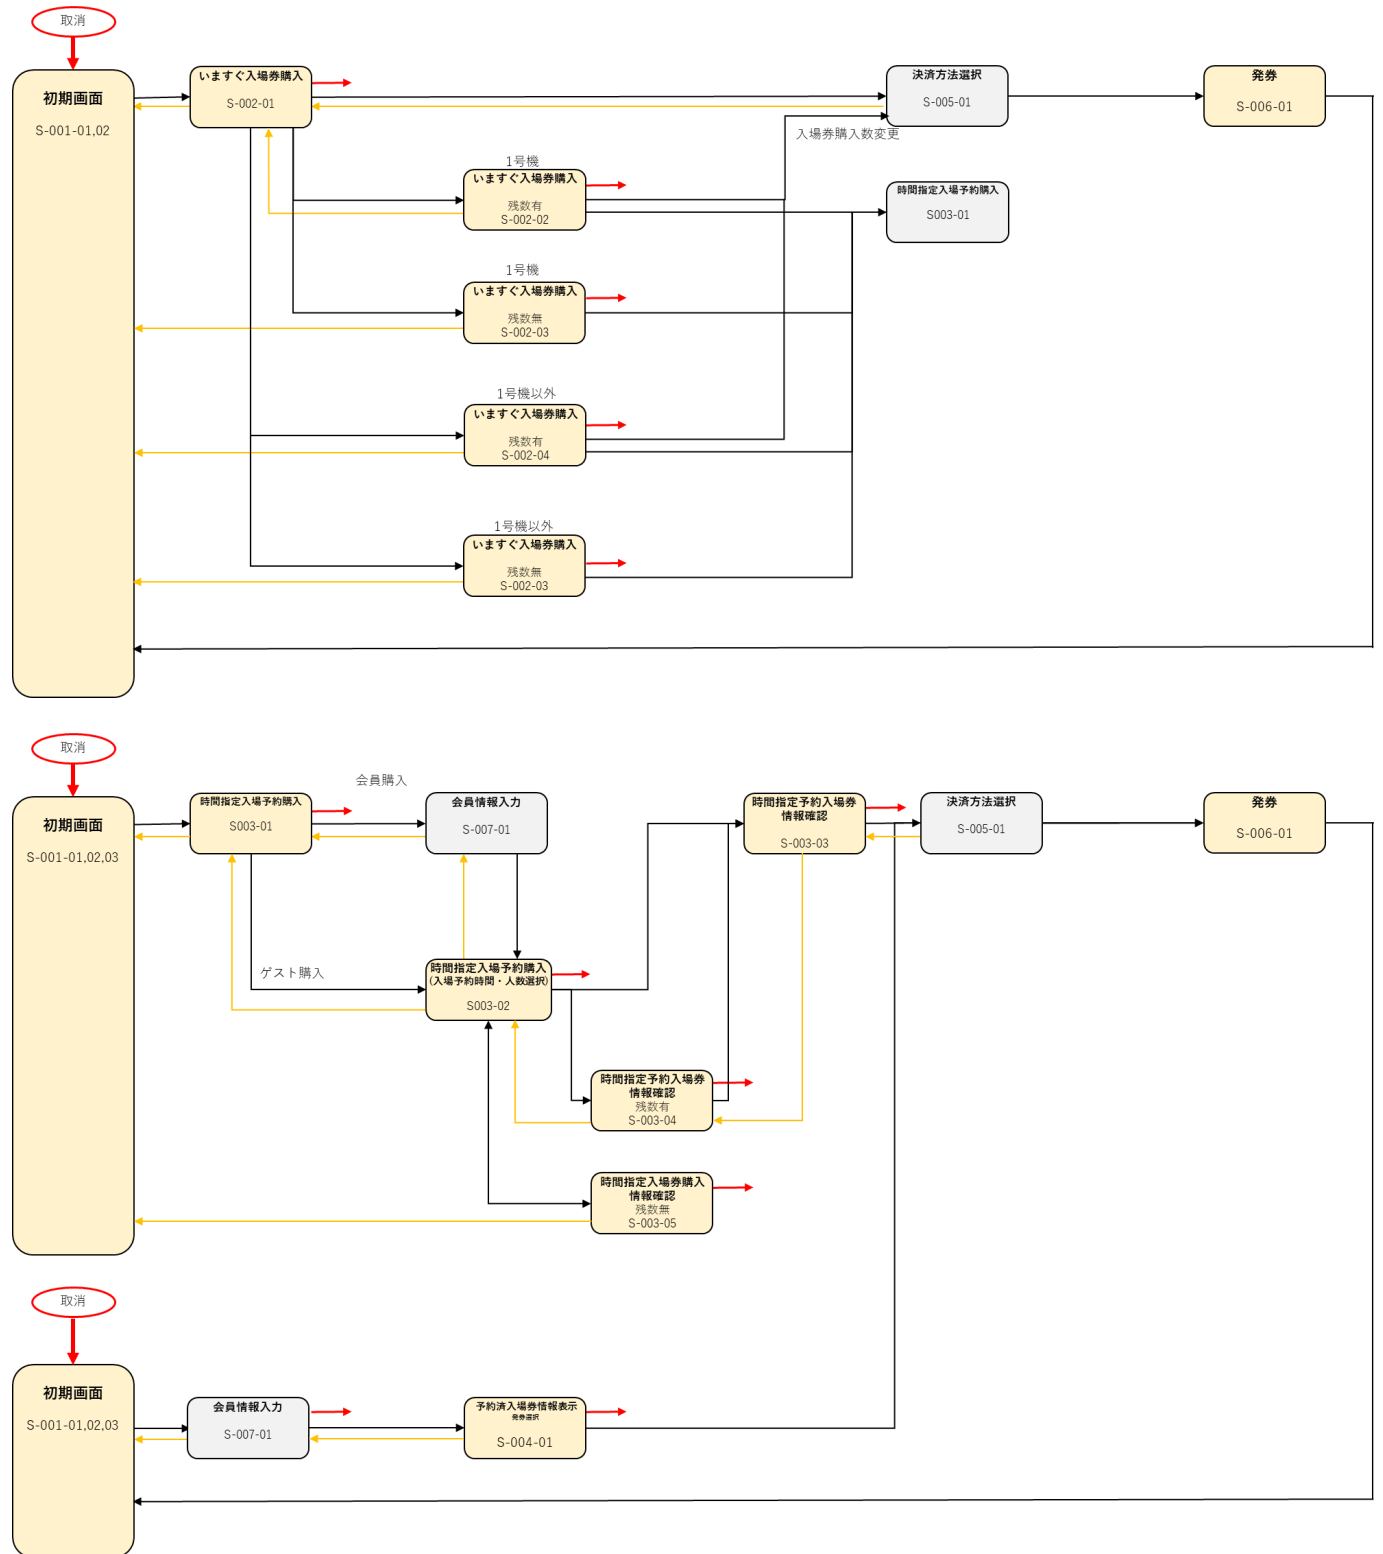 取消
初期画面
S-001-01,02
いますぐ入場券購入
S-002-01
決済方法選択
S-005-01
発券
S-006-01
入場券購入数変更
1号機
いますぐ入場券購入
残数有
S-002-02
時間指定入場予約購入
S003-01
1号機
いますぐ入場券購入
残数無
S-002-03
1号機以外
いますぐ入場券購入
残数有
S-002-04
1号機以外
いますぐ入場券購入
残数無
S-002-03
取消
初期画面
S-001-01,02,03
時間指定入場予約購入
S003-01
会員購入
会員情報入力
S-007-01
時間指定予約入場券
情報確認
S-003-03
決済方法選択
S-005-01
発券
S-006-01
ゲスト購入
時間指定入場予約購入
(入場予約時間・人数選択)
S003-02
時間指定予約入場券
情報確認
残数有
S-003-04
時間指定入場券購入
情報確認
残数無
S-003-05
取消
初期画面
S-001-01,02,03
会員情報入力
S-007-01
予約済入場券情報表示
発券選択
S-004-01